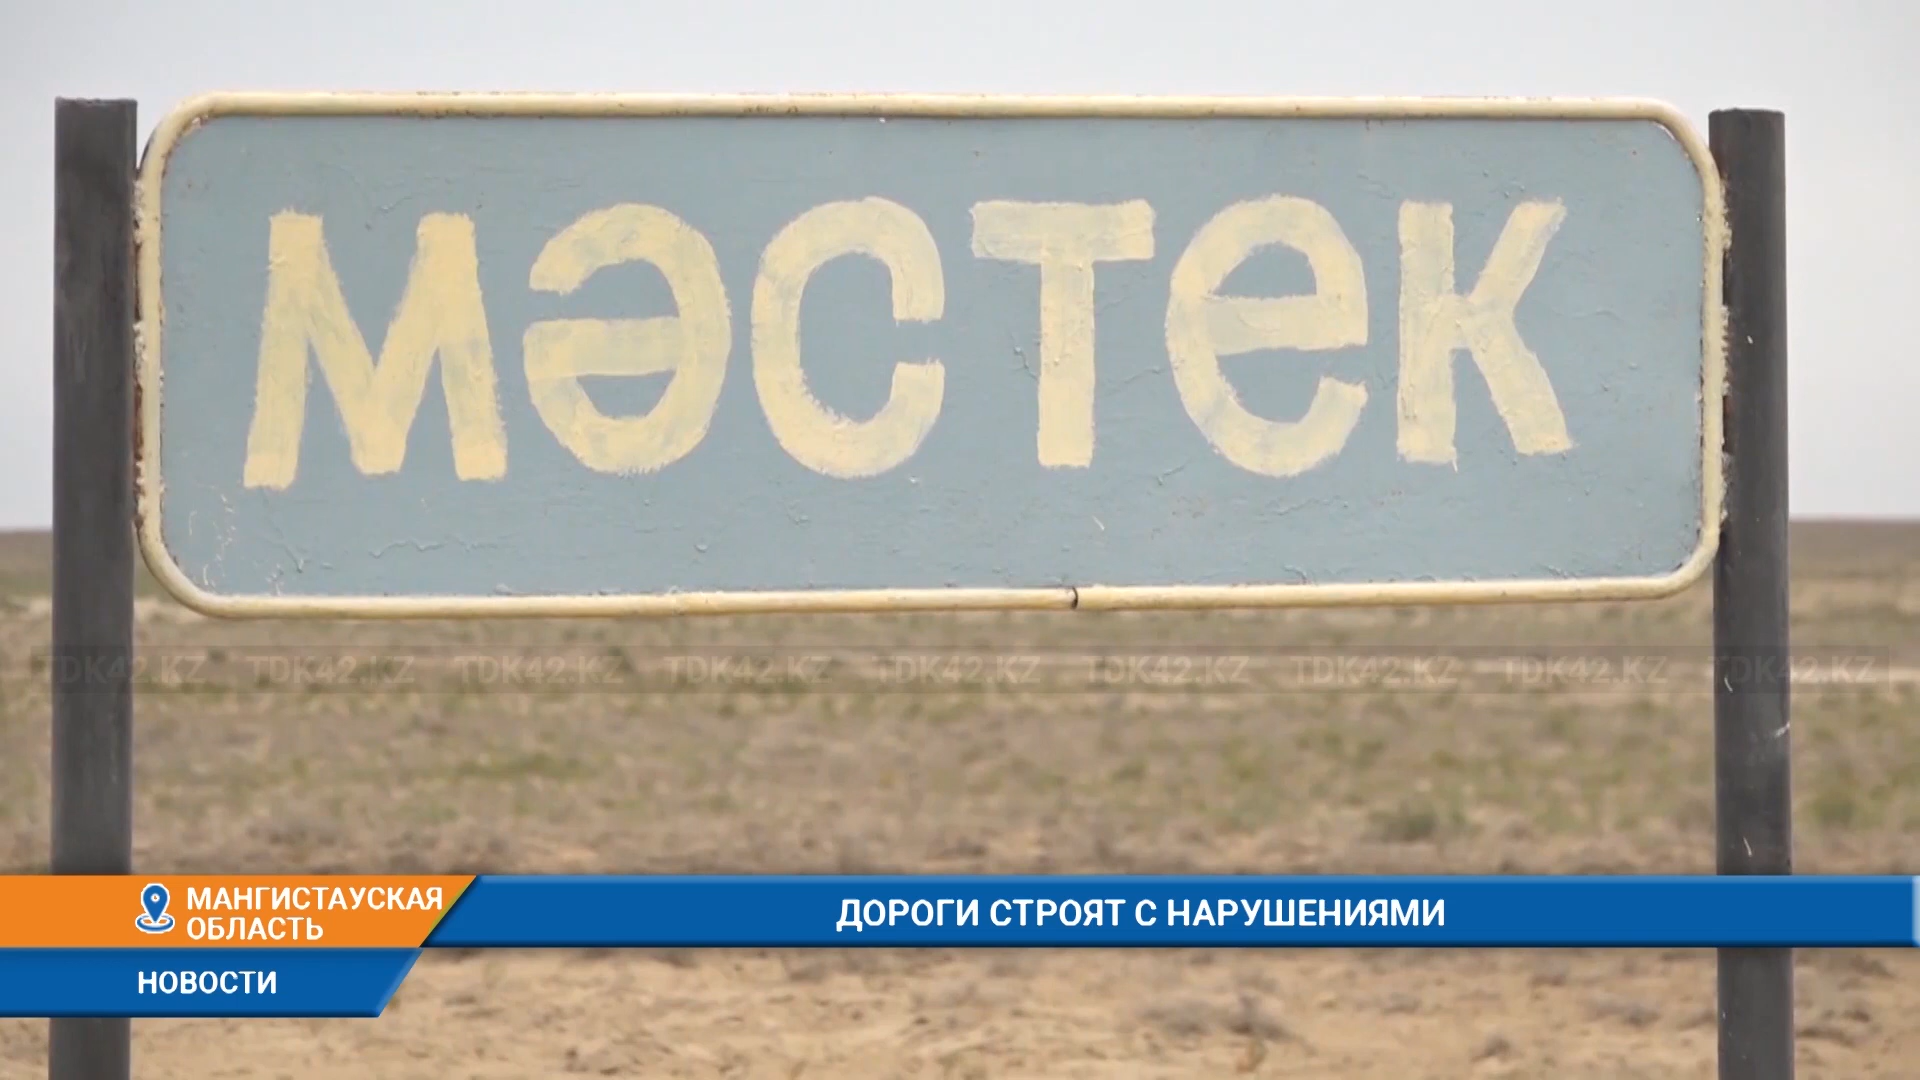 мәстек
TDK42.KZ TDK42.KZ TDK42.KZ TDK42.KZ TDK42.KZ TDK42.KZ TDK42.KZ TDK42.KZ TDK42.KZ
МАНГИСТАУСКАЯ
ОБЛАСТЬ
ДОРОГИ СТРОЯТ С НАРУШЕНИЯМИ
НОВОСТИ